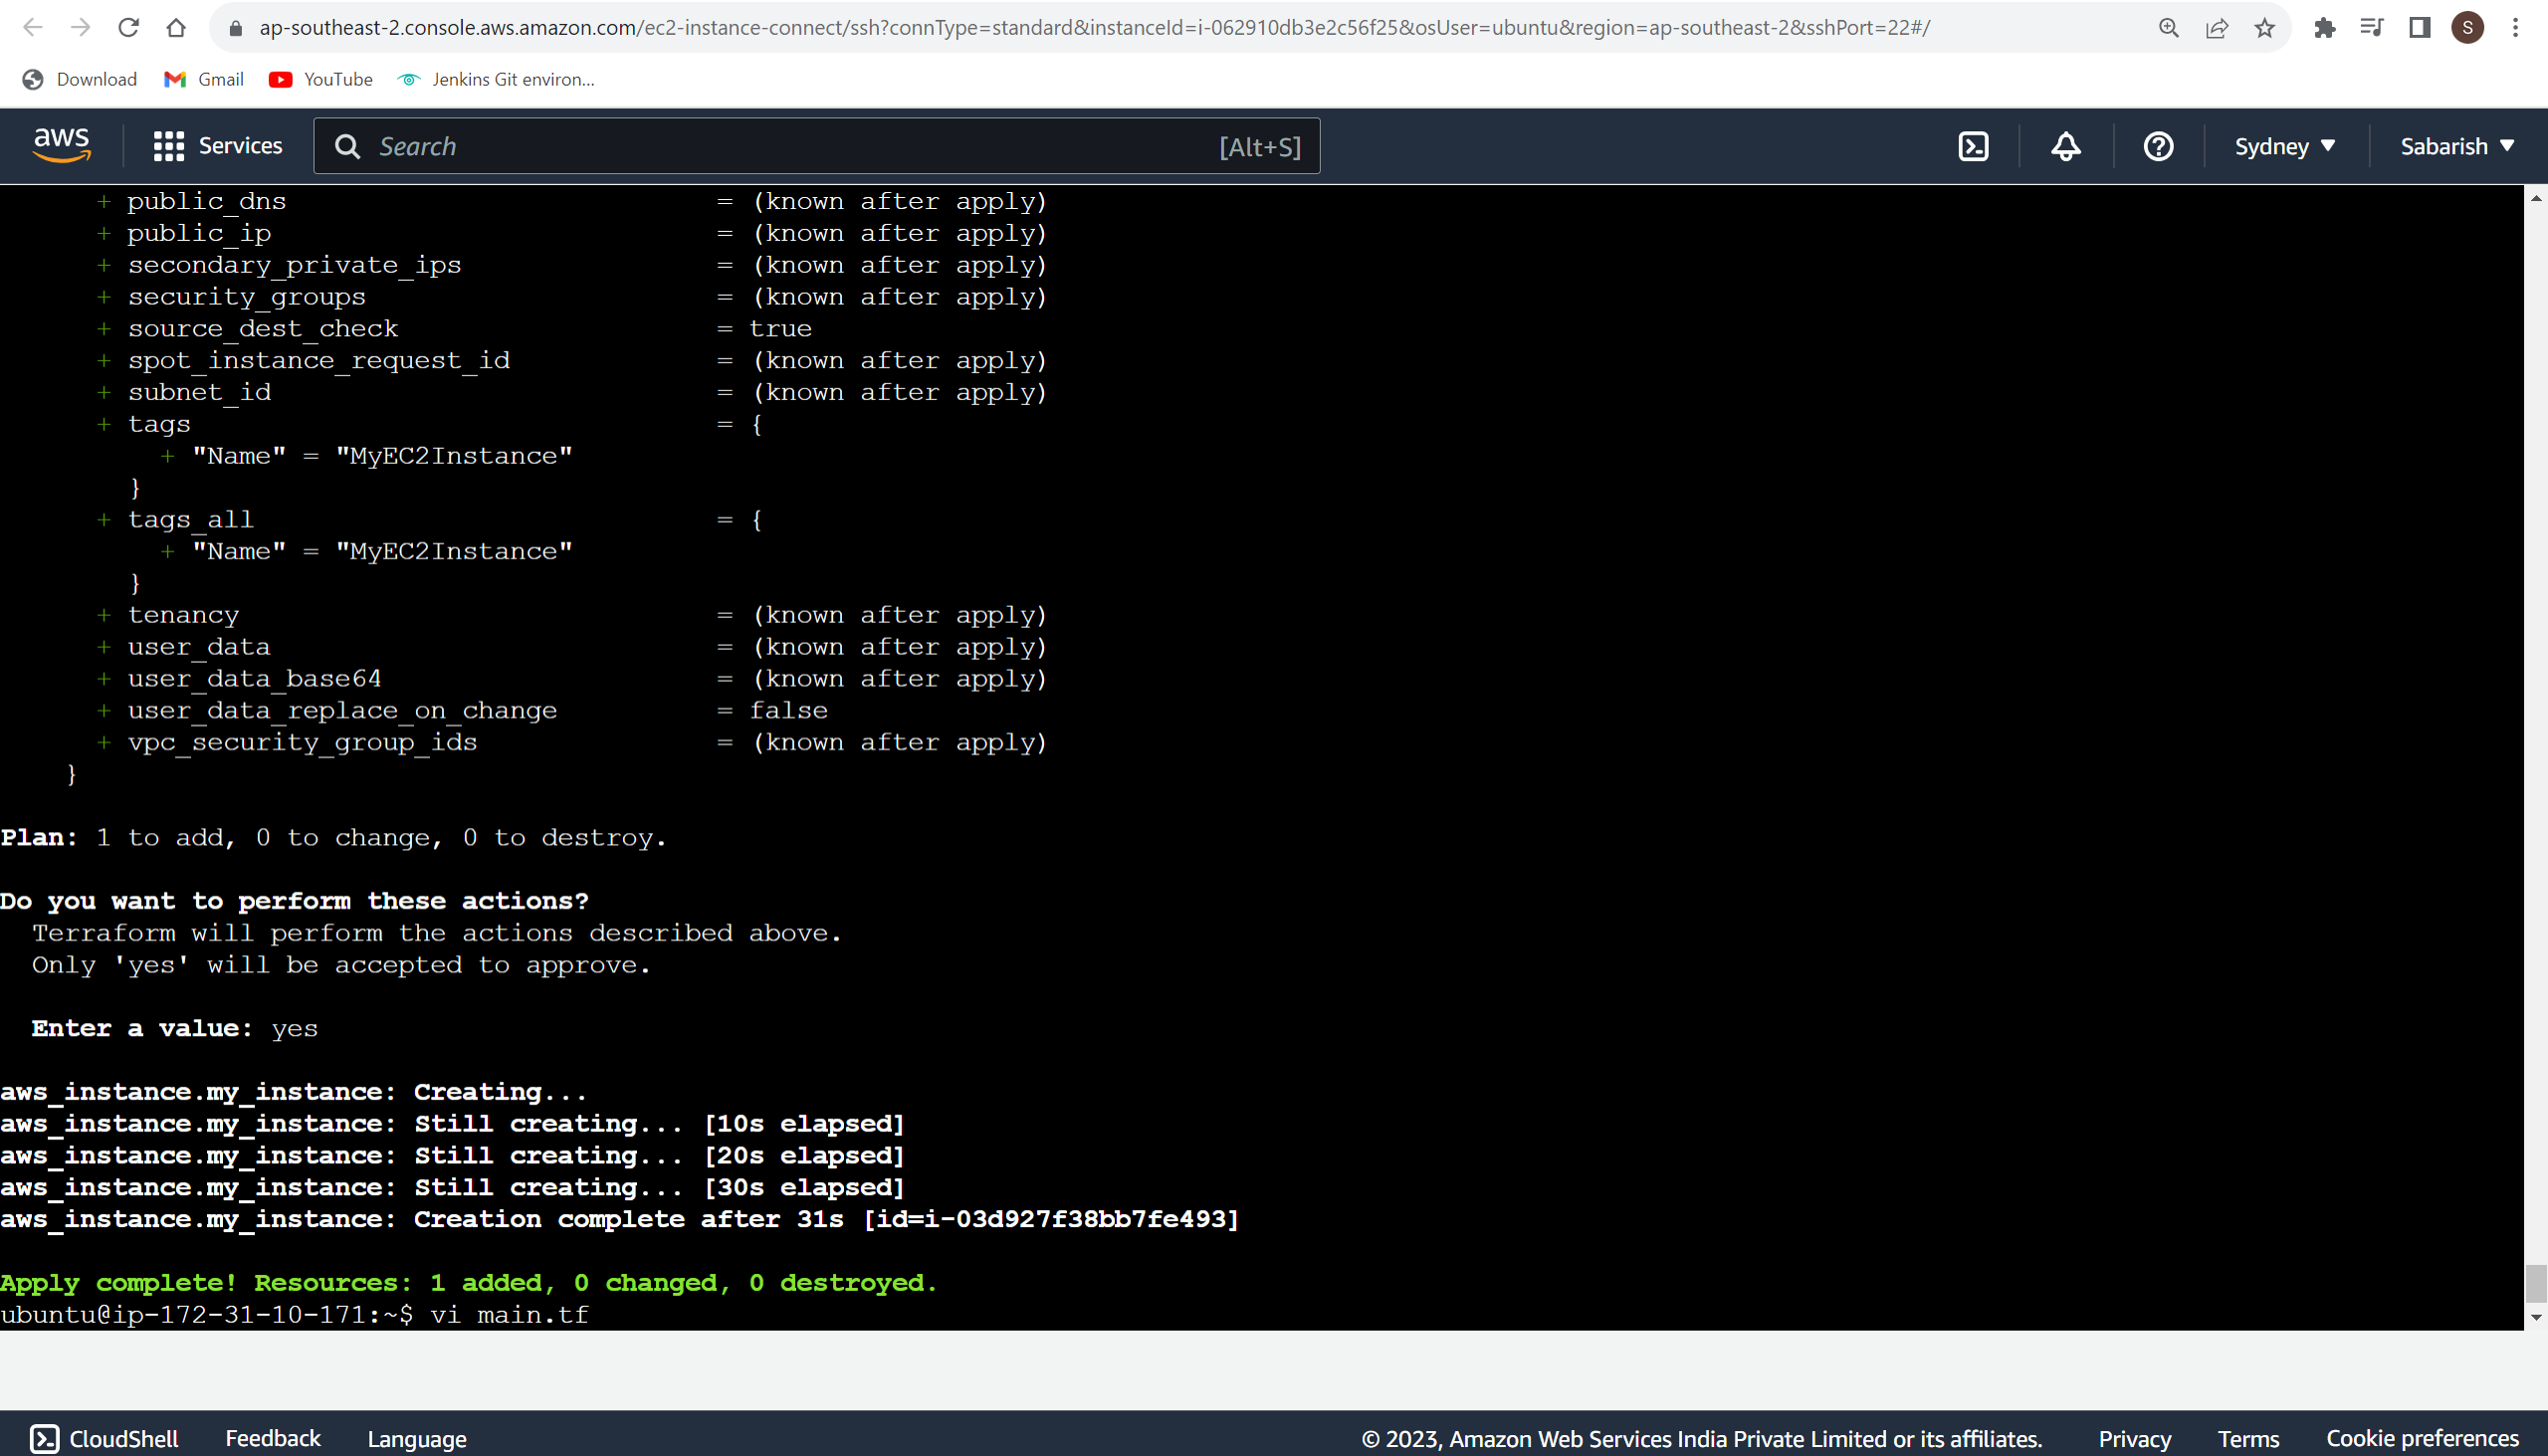 ap-southeast-2.console.aws.amazon.com/ec2-instance-connect/ssh?connType=standard&instanceId=i-062910db3e2c56f25&osUser=ubuntu&region=ap-southeast-2&sshPort=22#/
S
Download Gmail YouTube Jenkins Git environ...
aws Services Search [Alt+S] Sydney Sabarish
+ public_dns = (known after apply)
+ public_ip = (known after apply)
+ secondary_private_ips = (known after apply)
+ security_groups = (known after apply)
+ source_dest_check = true
+ spot_instance_request_id = (known after apply)
+ subnet_id = (known after apply)
+ tags = {
+ "Name" = "MyEC2Instance"
}
+ tags_all = {
+ "Name" = "MyEC2Instance"
}
+ tenancy = (known after apply)
+ user_data = (known after apply)
+ user_data_base64 = (known after apply)
+ user_data_replace_on_change = false
+ vpc_security_group_ids = (known after apply)
}
Plan: 1 to add, 0 to change, 0 to destroy.
Do you want to perform these actions?
Terraform will perform the actions described above.
Only 'yes' will be accepted to approve.
Enter a value: yes
aws_instance.my_instance: Creating...
aws_instance.my_instance: Still creating... [10s elapsed]
aws_instance.my_instance: Still creating... [20s elapsed]
aws_instance.my_instance: Still creating... [30s elapsed]
aws_instance.my_instance: Creation complete after 31s [id=i-03d927f38bb7fe493]
Apply complete! Resources: 1 added, 0 changed, 0 destroyed.
ubuntu@ip-172-31-10-171:~$ vi main.tf
CloudShell Feedback Language © 2023, Amazon Web Services India Private Limited or its affiliates. Privacy Terms Cookie preferences